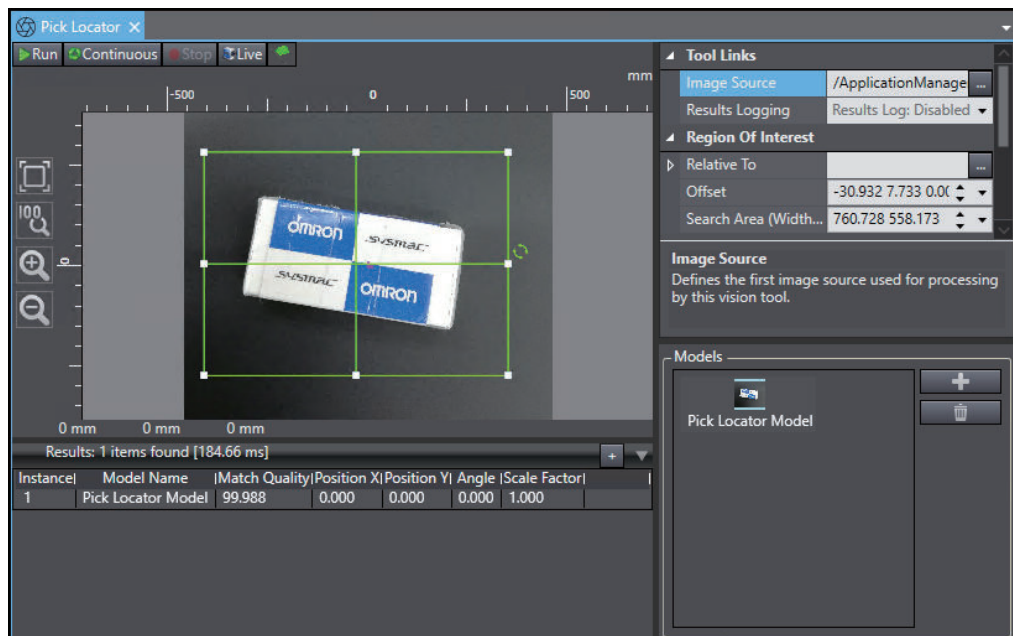 Pick Locator
Run Continuous Stop Live
mm
-500 0 500
100
0
omron sysmac
sysmac omron
0 mm 0 mm 0 mm
Results: 1 items found [184.66 ms]
Instance Model Name Match Quality Position X Position Y Angle Scale Factor
1 Pick Locator Model 99.988 0.000 0.000 0.000 1.000
Tool Links
Image Source /ApplicationManage ...
Results Logging Results Log: Disabled
Region Of Interest
Relative To ...
Offset -30.932 7.733 0.0(
Search Area (Width... 760.728 558.173
Image Source
Defines the first image source used for processing
by this vision tool.
Models
Pick Locator Model